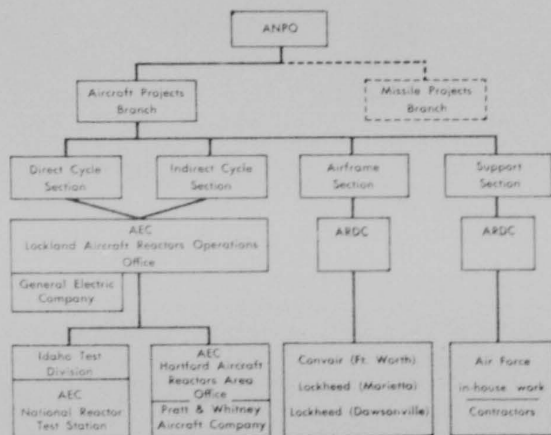 ANPO
Aircraft Projects
Branch
Missile Projects
Branch
Direct Cycle
Section
Indirect Cycle
Section
Airframe
Section
Support
Section
AEC
Lockland Aircraft Reactors Operations
Office
ARDC
ARDC
General Electric
Company
Idaho Test
Division
AEC
National Reactor
Test Station
AEC
Hartford Aircraft
Reactors Area
Office
Pratt & Whitney
Aircraft Company
Convair (Ft. Worth)
Lockheed (Marietta)
Lockheed (Dawsonville)
Air Force
in-house work
Contractors